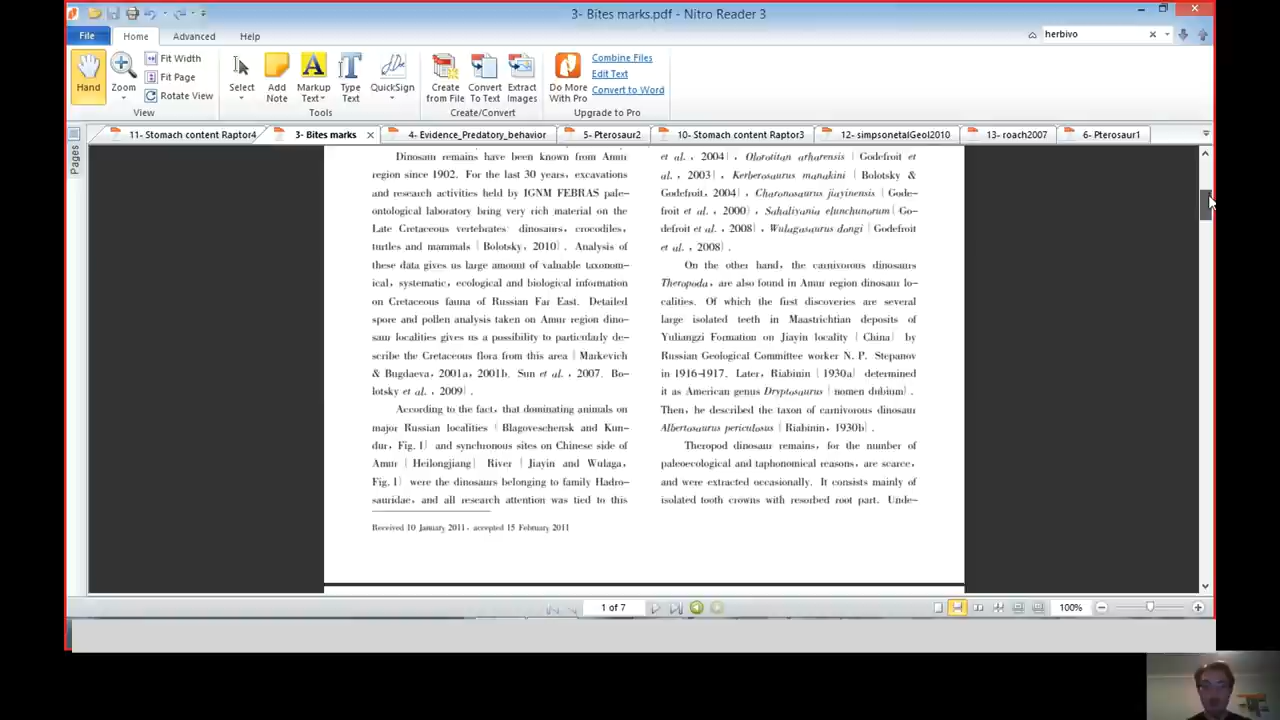 3- Bites marks.pdf - Nitro Reader 3
File
Home
Advanced
Help
herbivo
Hand
Zoom
Fit Width
Fit Page
Rotate View
View
Select
Add Note
Markup Text
Type Text
QuickSign
Tools
Create from File
Convert To Text
Extract Images
Create/Convert
Do More With Pro
Combine Files
Edit Text
Convert to Word
Upgrade to Pro
11- Stomach content Raptor4
3- Bites marks
4- Evidence_Predatory_behavior
5- Pterosaur2
10- Stomach content Raptor3
12- simpsonetalGeol2010
13- roach2007
6- Pterosaur1
Pages
Dinosaur remains have been known from Amur
region since 1902. For the last 30 years, excavations
and research activities held by IGNM FEBRAS pale-
ontological laboratory bring very rich material on the
Late Cretaceous vertebrates: dinosaurs, crocodiles,
turtles and mammals (Bolotsky, 2010). Analysis of
these data gives us large amount of valuable taxonom-
ical, systematic, ecological and biological information
on Cretaceous fauna of Russian Far East. Detailed
spore and pollen analysis taken on Amur region dino-
saur localities gives us a possibility to particularly de-
scribe the Cretaceous flora from this area (Markevich
& Bugdaeva, 2001a, 2001b, Sun et al., 2007, Bo-
lotsky et al., 2009).
According to the fact, that dominating animals on
major Russian localities (Blagoveschensk and Kun-
dur, Fig. 1) and synchronous sites on Chinese side of
Amur (Heilongjiang) River (Jiayin and Wulaga,
Fig. 1) were the dinosaurs belonging to family Hadro-
sauridae, and all research attention was tied to this
Received 10 January 2011, accepted 15 February 2011
et al., 2004), Olorotitan arharensis (Godefroit et
al., 2003), Kerberosaurus manakini (Bolotsky &
Godefroit, 2004), Charonosaurus jiayinensis (Gode-
froit et al., 2000), Sahaliyania elunchunorum (Go-
defroit et al., 2008), Wulagasaurus dongi (Godefroit
et al., 2008).
On the other hand, the carnivorous dinosaurs
Theropoda, are also found in Amur region dinosaur lo-
calities. Of which the first discoveries are several
large isolated teeth in Maastrichtian deposits of
Yuliangzi Formation on Jiayin locality (China) by
Russian Geological Committee worker N. P. Stepanov
in 1916-1917. Later, Riabinin (1930a) determined
it as American genus Dryptosaurus (nomen dubium).
Then, he described the taxon of carnivorous dinosaur
Albertosaurus periculosus (Riabinin, 1930b).
Theropod dinosaur remains, for the number of
paleoecological and taphonomical reasons, are scarce,
and were extracted occasionally. It consists mainly of
isolated tooth crowns with resorbed root part. Unde-
1 of 7
100%